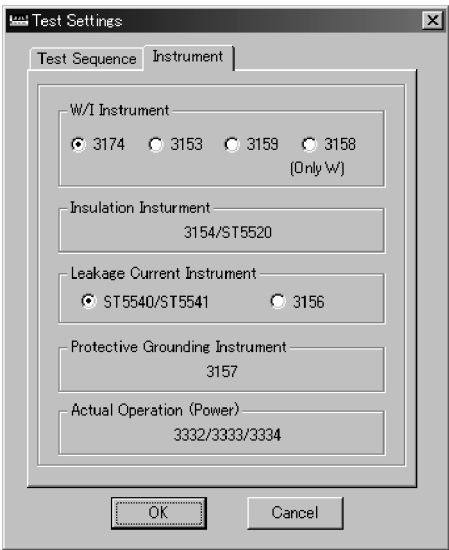 Test Settings
Test Sequence Instrument
W/I Instrument
3174 3153 3159 3158
(Only W)
Insulation Insturment
3154/ST5520
Leakage Current Instrument
ST5540/ST5541 3156
Protective Grounding Instrument
3157
Actual Operation (Power)
3332/3333/3334
OK Cancel